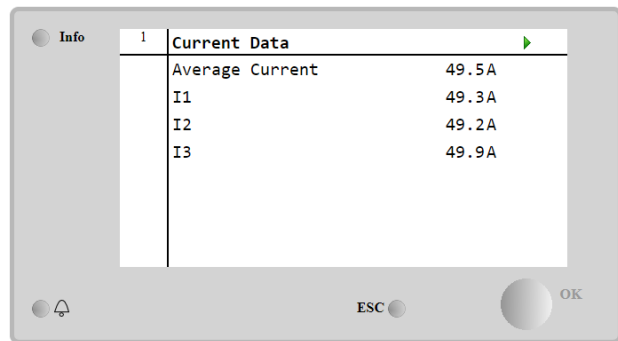 Info
1 Current Data
Average Current 49.5A
I1 49.3A
I2 49.2A
I3 49.9A
ESC OK